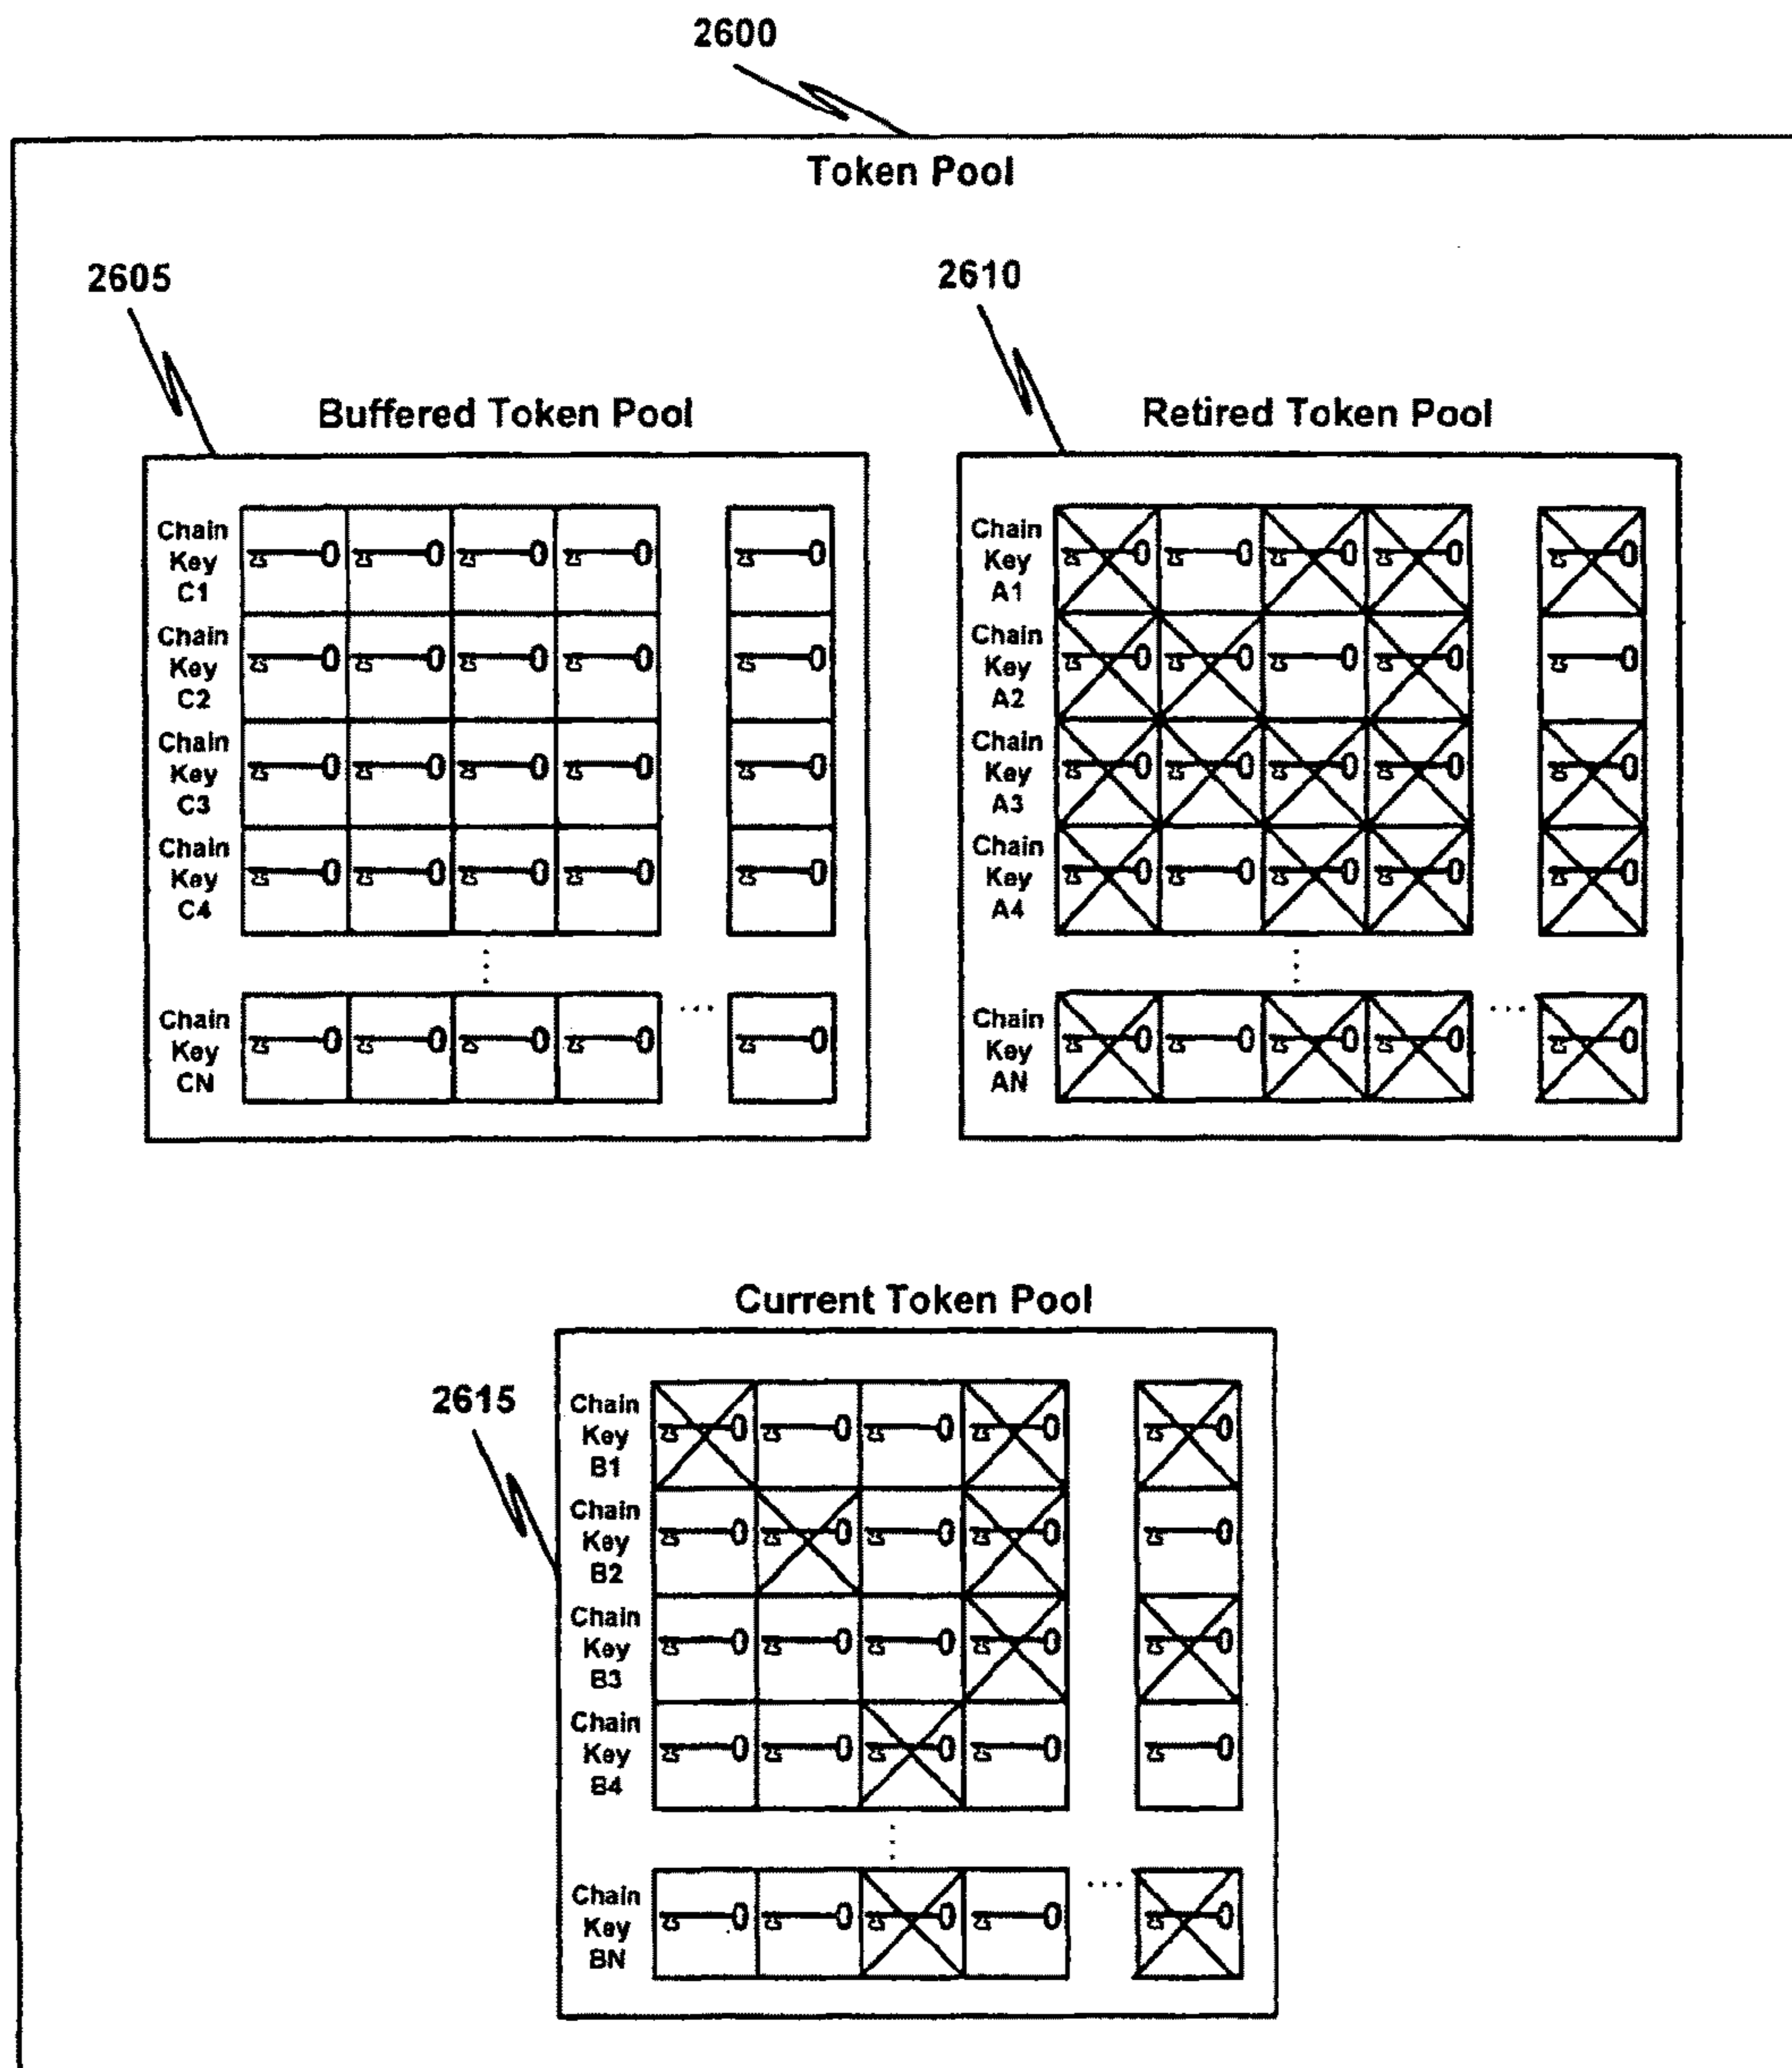 2600
Token Pool
2605
2610
Buffered Token Pool
Retired Token Pool
Chain
Key
C1
Chain
Key
C2
Chain
Key
C3
Chain
Key
C4
⋮
Chain
Key
CN
...
Chain
Key
A1
Chain
Key
A2
Chain
Key
A3
Chain
Key
A4
⋮
Chain
Key
AN
...
Current Token Pool
2615
Chain
Key
B1
Chain
Key
B2
Chain
Key
B3
Chain
Key
B4
⋮
Chain
Key
BN
...